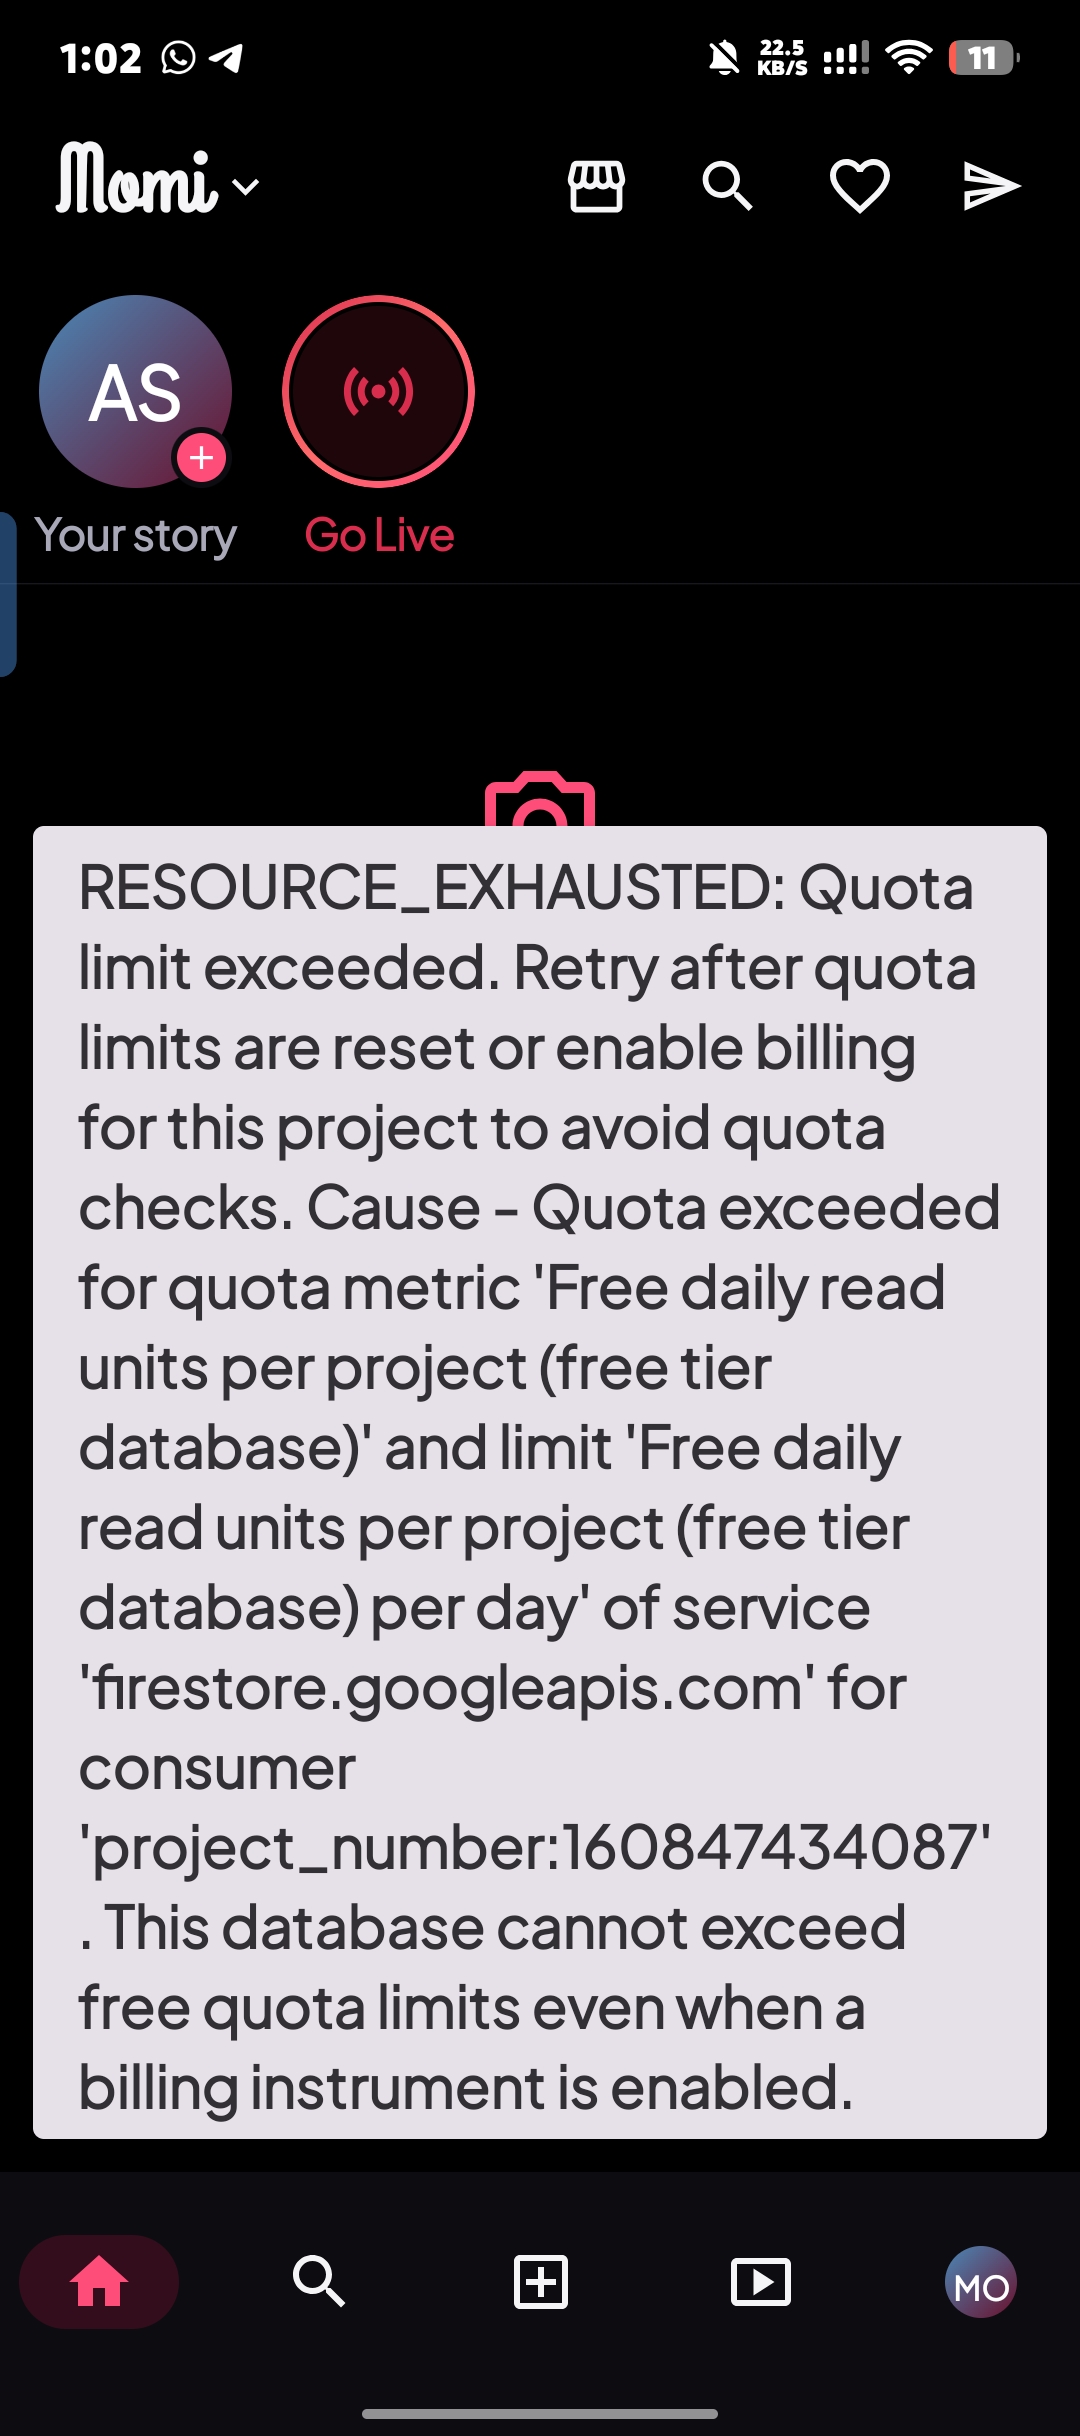 1:02
22.5
KB/S
11
Momi
AS
Your story
Go Live
RESOURCE_EXHAUSTED: Quota
limit exceeded. Retry after quota
limits are reset or enable billing
for this project to avoid quota
checks. Cause - Quota exceeded
for quota metric 'Free daily read
units per project (free tier
database)' and limit 'Free daily
read units per project (free tier
database) per day' of service
'firestore.googleapis.com' for
consumer
'project_number:160847434087'
. This database cannot exceed
free quota limits even when a
billing instrument is enabled.
MO